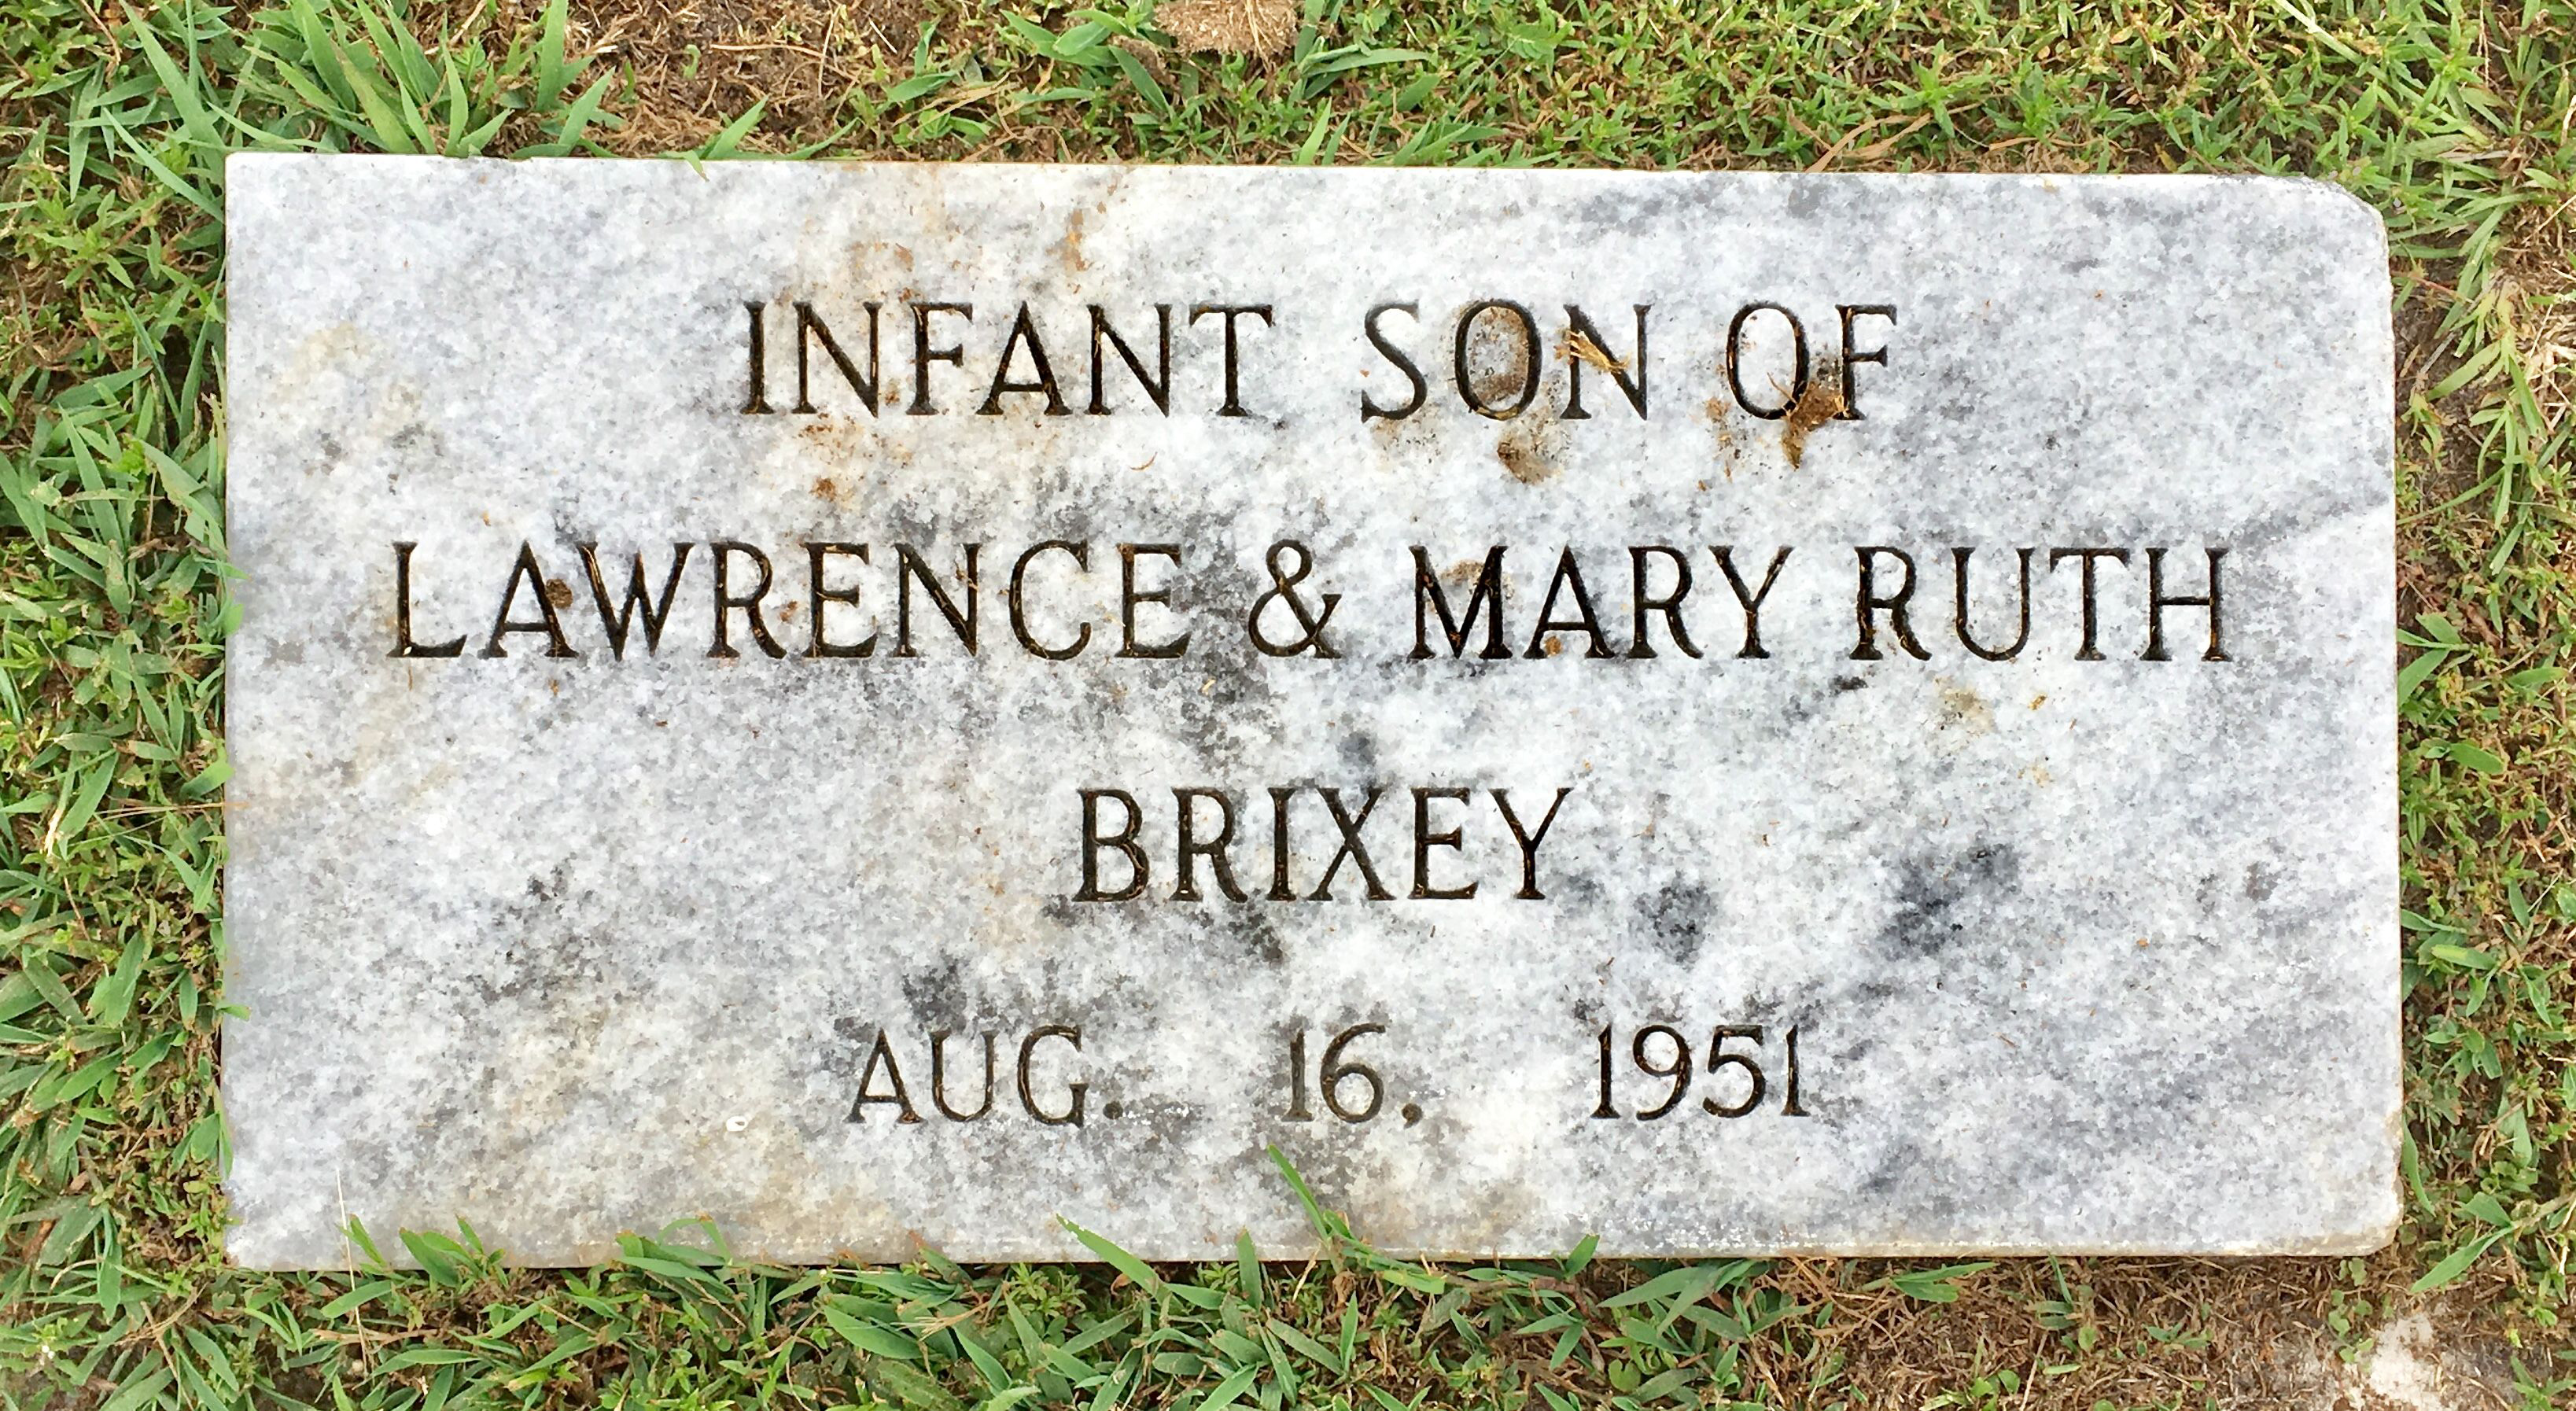 INFANT SON OF
LAWRENCE & MARY RUTH
BRIXEY
AUG. 16, 1951